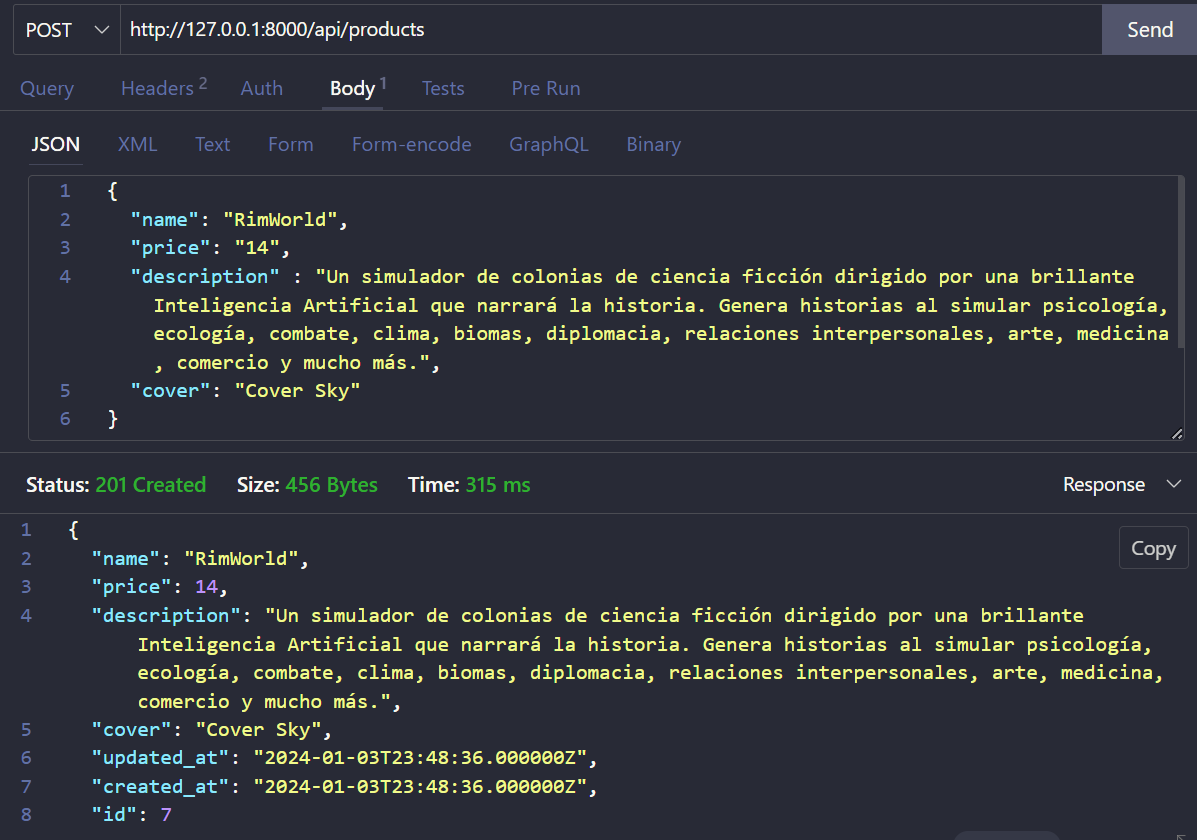 POST http://127.0.0.1:8000/api/products Send
Query Headers 2 Auth Body 1 Tests Pre Run
JSON XML Text Form Form-encode GraphQL Binary
1 {
2 "name": "RimWorld",
3 "price": "14",
4 "description" : "Un simulador de colonias de ciencia ficción dirigido por una brillante
Inteligencia Artificial que narrará la historia. Genera historias al simular psicología,
ecología, combate, clima, biomas, diplomacia, relaciones interpersonales, arte, medicina
, comercio y mucho más.",
5 "cover": "Cover Sky"
6 }
Status: 201 Created Size: 456 Bytes Time: 315 ms Response
1 {
Copy
2 "name": "RimWorld",
3 "price": 14,
4 "description": "Un simulador de colonias de ciencia ficción dirigido por una brillante
Inteligencia Artificial que narrará la historia. Genera historias al simular psicología,
ecología, combate, clima, biomas, diplomacia, relaciones interpersonales, arte, medicina,
comercio y mucho más.",
5 "cover": "Cover Sky",
6 "updated_at": "2024-01-03T23:48:36.000000Z",
7 "created_at": "2024-01-03T23:48:36.000000Z",
8 "id": 7